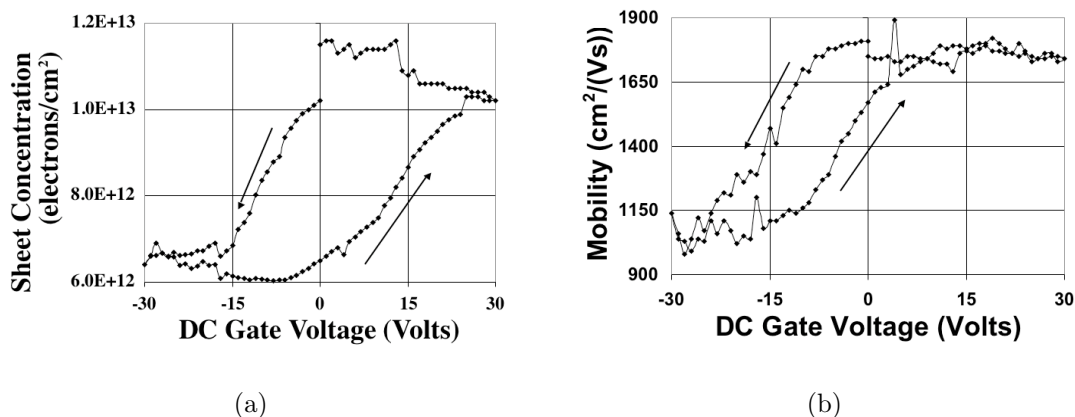 1.2E+13
1.0E+13
8.0E+12
6.0E+12
Sheet Concentration
(electrons/cm²)
-30 -15 0 15 30
DC Gate Voltage (Volts)
(a)
1900
1650
1400
1150
900
Mobility (cm²/(Vs))
-30 -15 0 15 30
DC Gate Voltage (Volts)
(b)